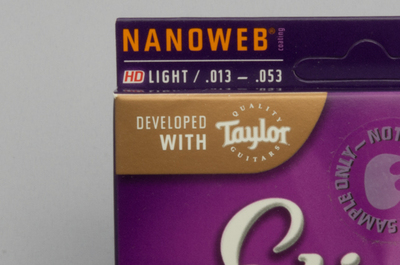 NANOWEB® coating
HD LIGHT / .013 - .053
DEVELOPED
WITH
QUALITY
Taylor
GUITARS
SAMPLE ONLY— NOT